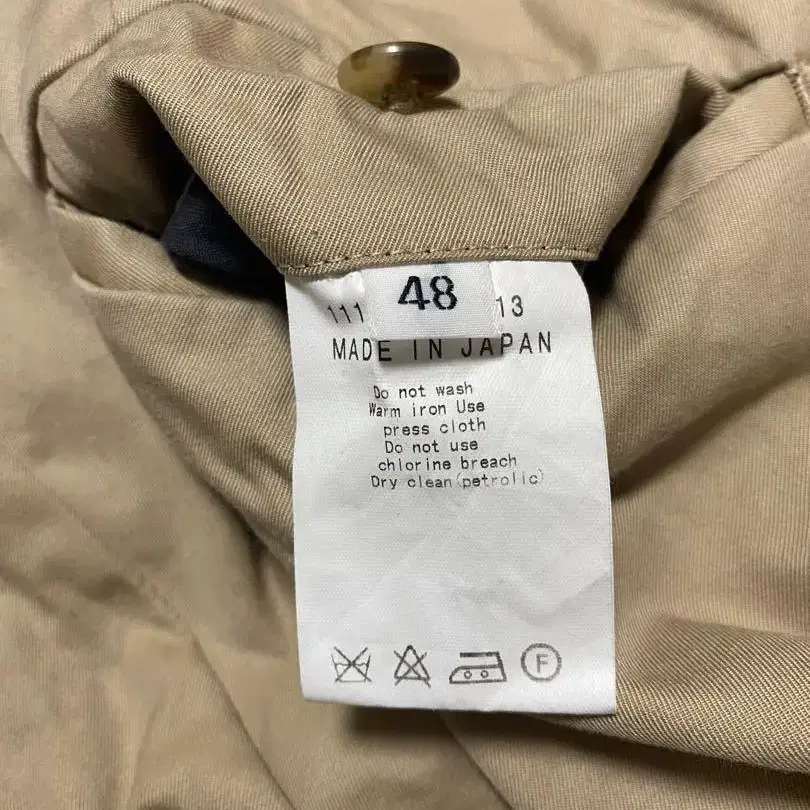 48
111 13
MADE IN JAPAN
Do not wash
Warm iron Use
press cloth
Do not use
chlorine breach
Dry clean(petrolic)
F